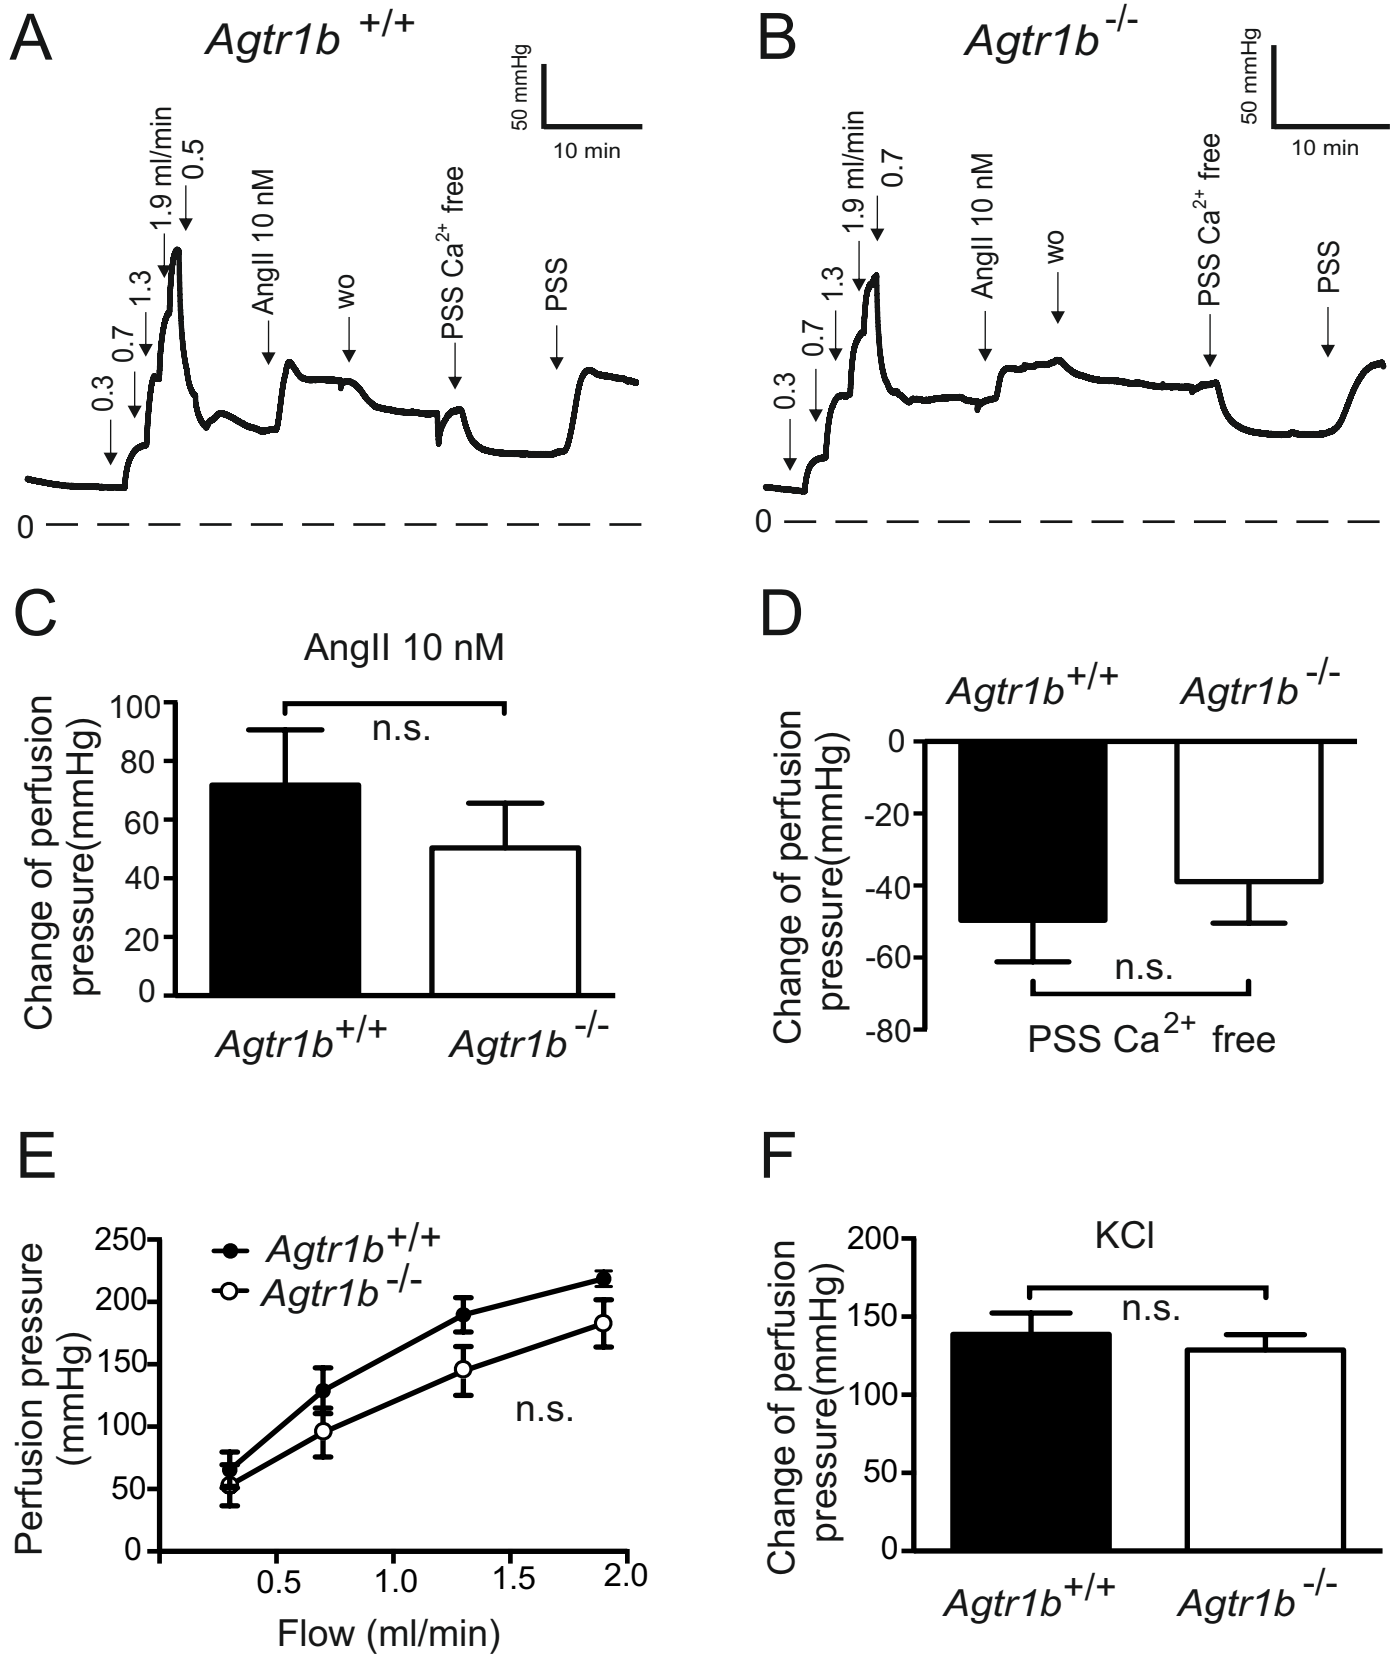 A
Agtr1b +/+
50 mmHg
10 min
0.3
0.7
1.3
1.9 ml/min
0.5
AngII 10 nM
wo
PSS Ca2+ free
PSS
0
B
Agtr1b -/-
50 mmHg
10 min
0.3
0.7
1.3
1.9 ml/min
0.7
AngII 10 nM
wo
PSS Ca2+ free
PSS
0
C
AngII 10 nM
Change of perfusion
pressure(mmHg)
100
80
60
40
20
0
n.s.
Agtr1b+/+
Agtr1b -/-
D
Agtr1b+/+
Agtr1b -/-
Change of perfusion
pressure(mmHg)
0
-20
-40
-60
-80
n.s.
PSS Ca2+ free
E
Perfusion pressure
(mmHg)
250
200
150
100
50
0
Agtr1b+/+
Agtr1b -/-
n.s.
0.5
1.0
1.5
2.0
Flow (ml/min)
F
KCl
Change of perfusion
pressure(mmHg)
200
150
100
50
0
n.s.
Agtr1b+/+
Agtr1b -/-